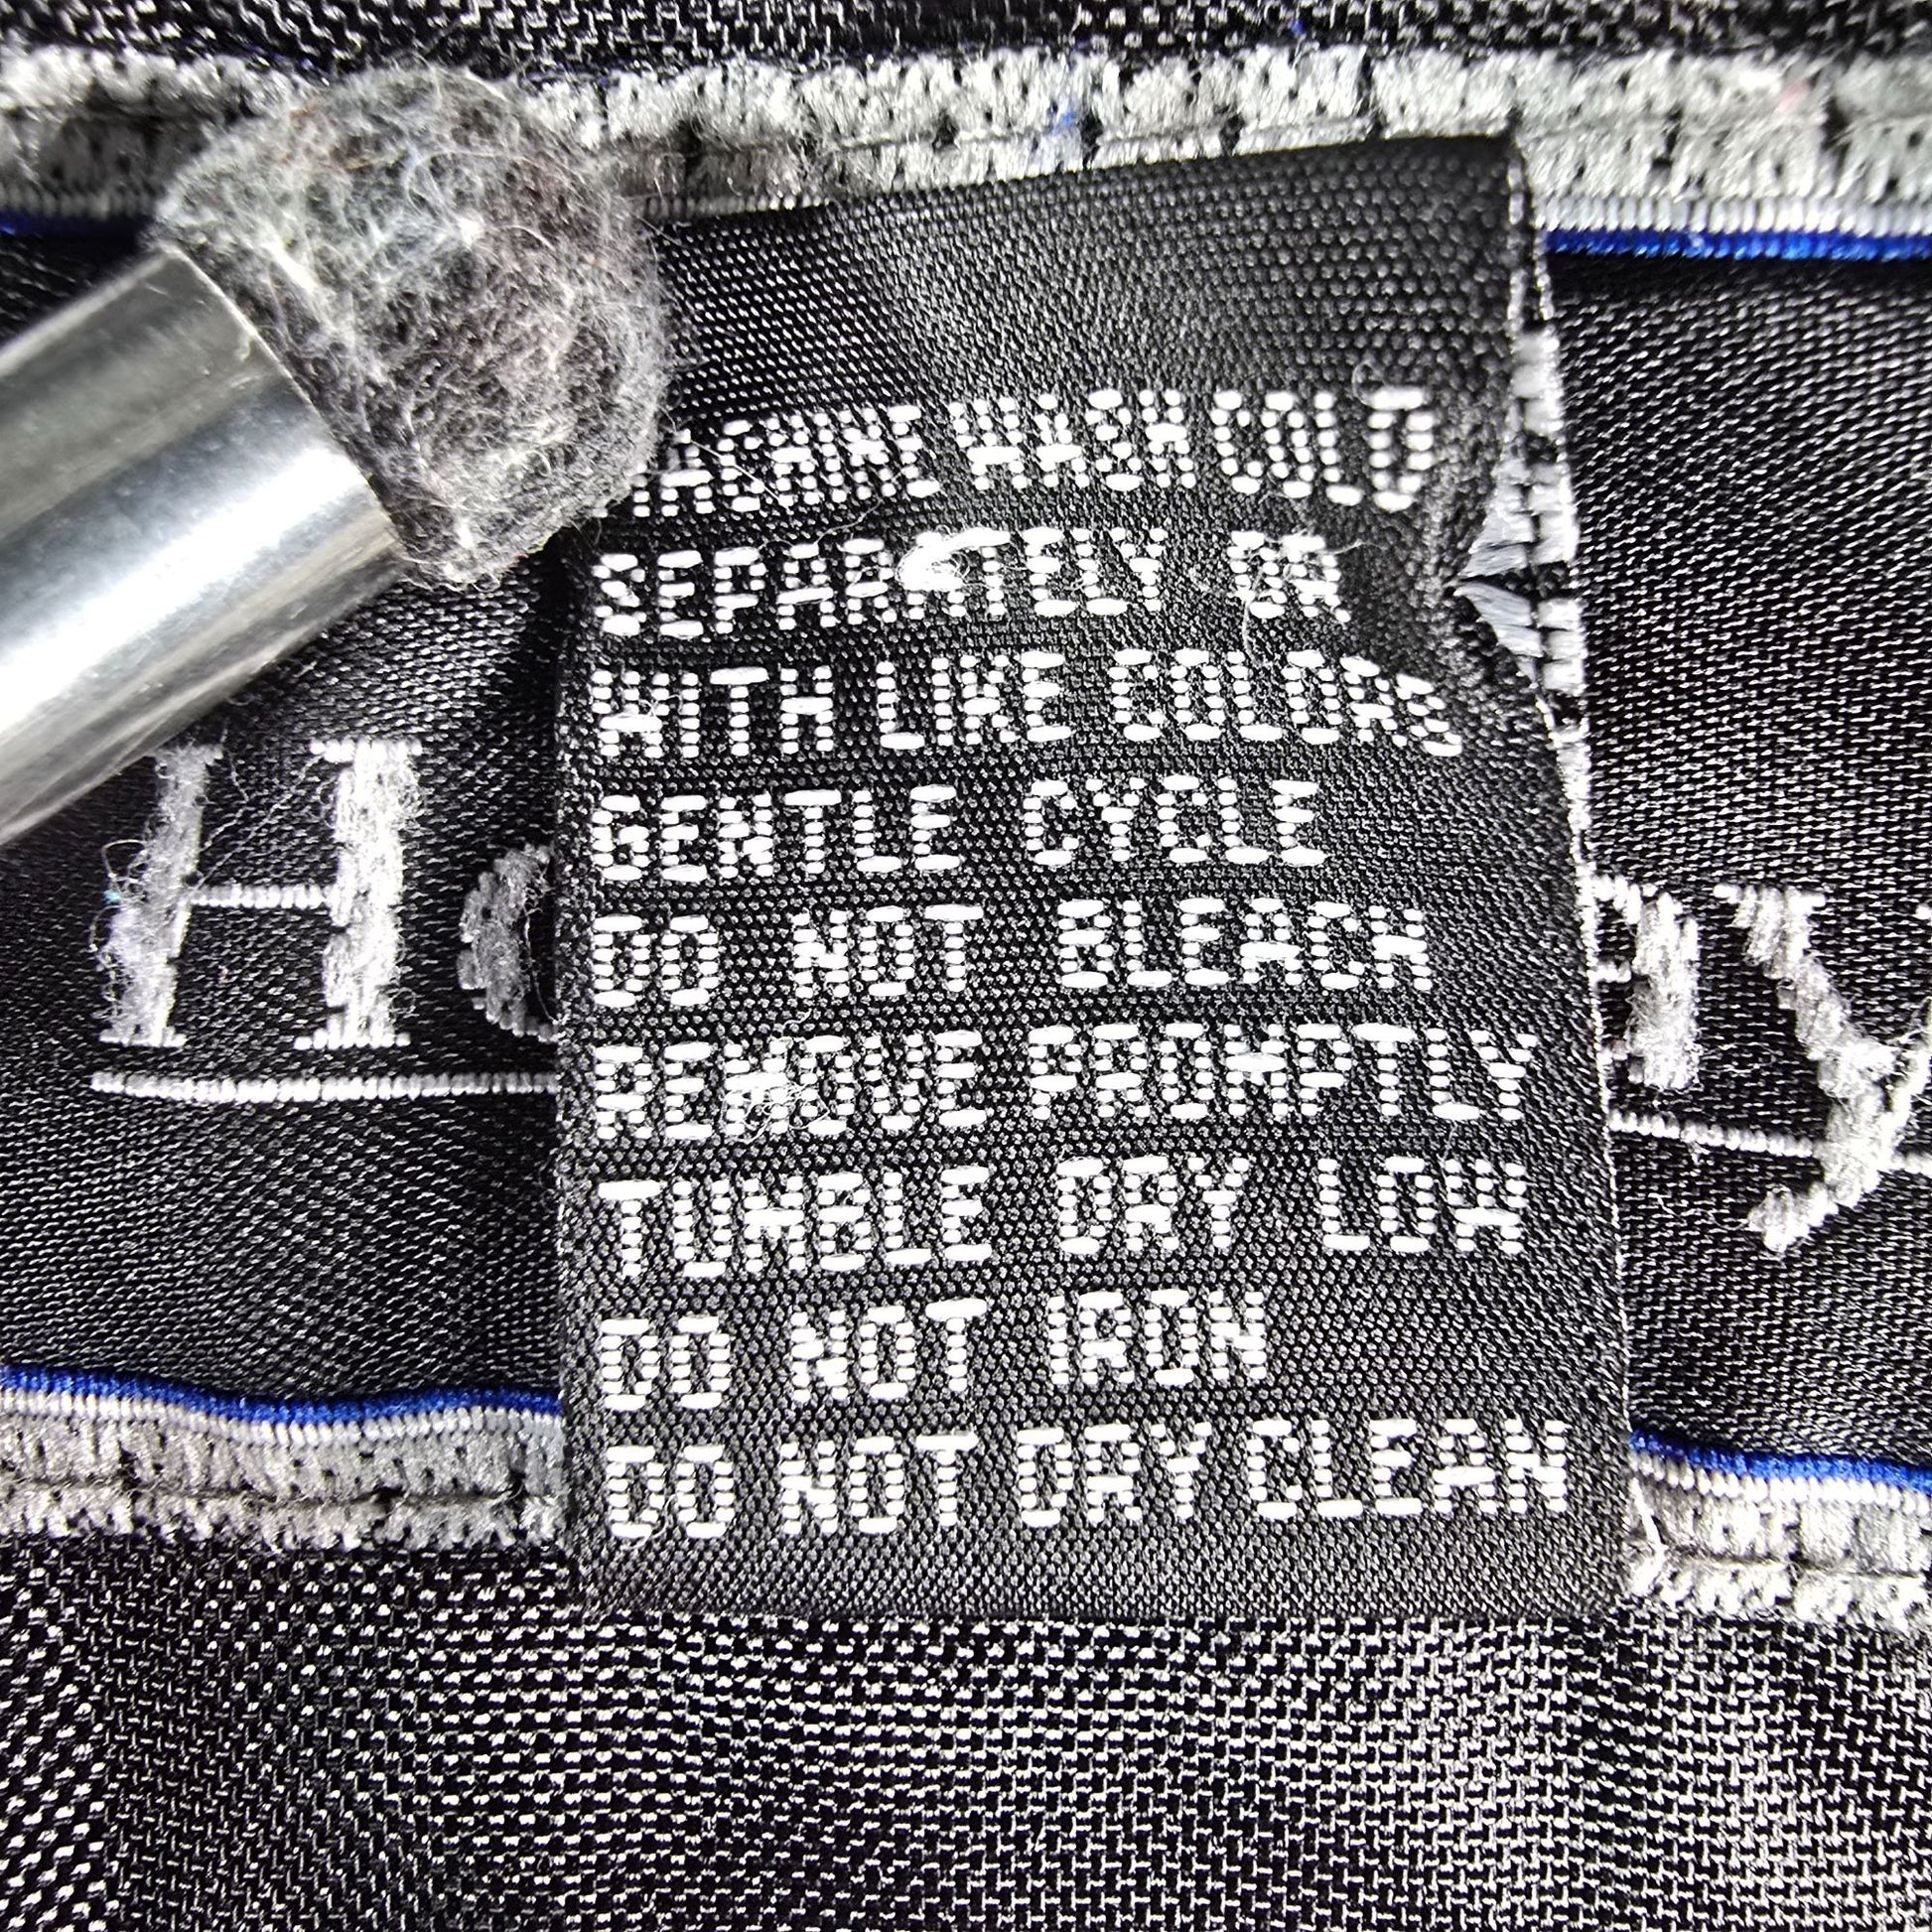 MACHINE WASH COLD
SEPARATELY OR
WITH LIKE COLORS
GENTLE CYCLE
DO NOT BLEACH
REMOVE PROMPTLY
TUMBLE DRY LOW
DO NOT IRON
DO NOT DRY CLEAN